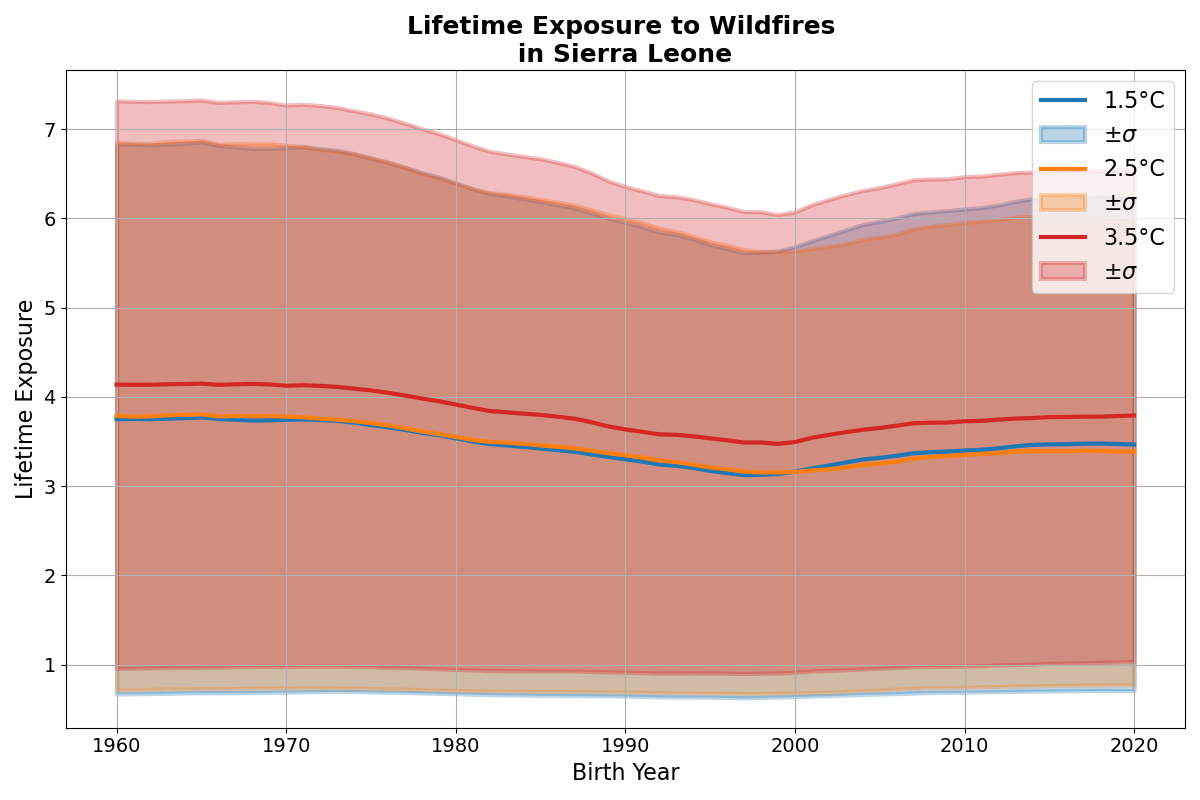 Lifetime Exposure to Wildfires
in Sierra Leone
Lifetime Exposure
7
6
5
4
3
2
1
1960 1970 1980 1990 2000 2010 2020
Birth Year
1.5°C
±σ
2.5°C
±σ
3.5°C
±σ